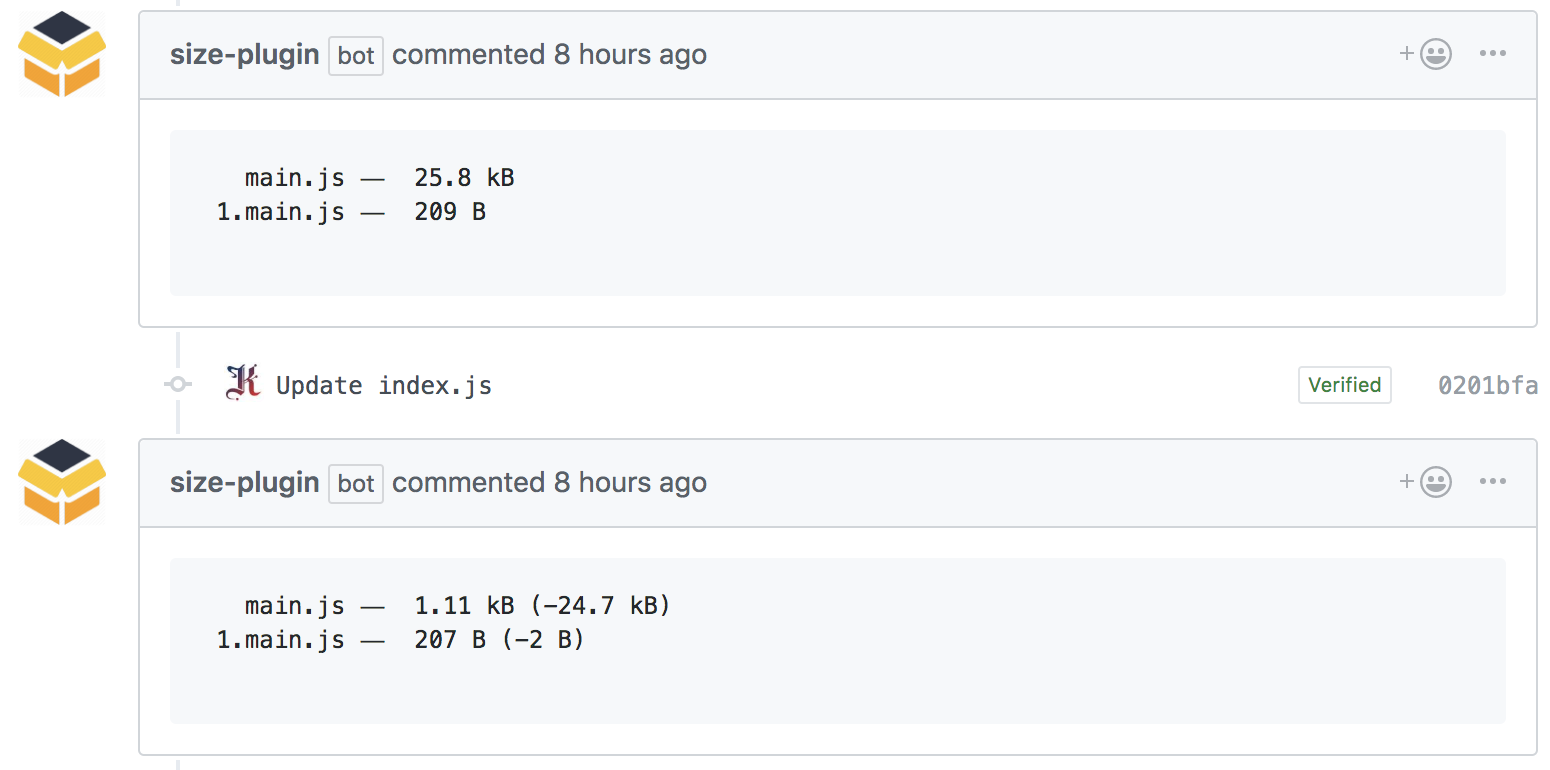 size-plugin bot commented 8 hours ago
main.js — 25.8 kB
1.main.js — 209 B
Update index.js Verified 0201bfa
size-plugin bot commented 8 hours ago
main.js — 1.11 kB (-24.7 kB)
1.main.js — 207 B (-2 B)